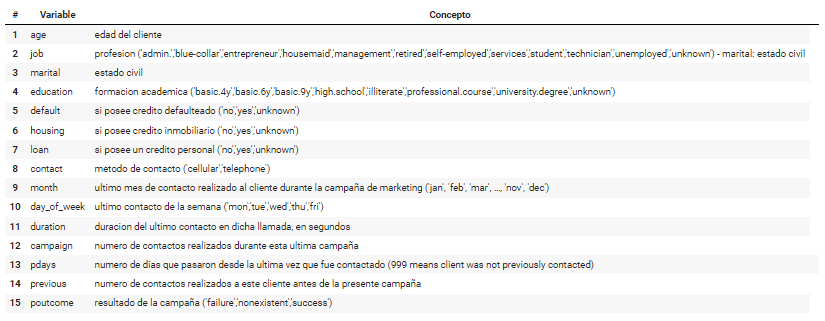 # Variable Concepto
1 age edad del cliente
2 job profesion ('admin.','blue-collar','entrepreneur','housemaid','management','retired','self-employed','services','student','technician','unemployed','unknown') - marital: estado civil
3 marital estado civil
4 education formacion academica ('basic.4y','basic.6y','basic.9y','high.school','illiterate','professional.course','university.degree','unknown')
5 default si posee credito defaulteado ('no','yes','unknown')
6 housing si posee credito inmobiliario ('no','yes','unknown')
7 loan si posee un credito personal ('no','yes','unknown')
8 contact metodo de contacto ('cellular','telephone')
9 month ultimo mes de contacto realizado al cliente durante la campaña de marketing ('jan', 'feb', 'mar', ..., 'nov', 'dec')
10 day_of_week ultimo contacto de la semana ('mon','tue','wed','thu','fri')
11 duration duracion del ultimo contacto en dicha llamada, en segundos
12 campaign numero de contactos realizados durante esta ultima campaña
13 pdays numero de dias que pasaron desde la ultima vez que fue contactado (999 means client was not previously contacted)
14 previous numero de contactos realizados a este cliente antes de la presente campaña
15 poutcome resultado de la campaña ('failure','nonexistent','success')